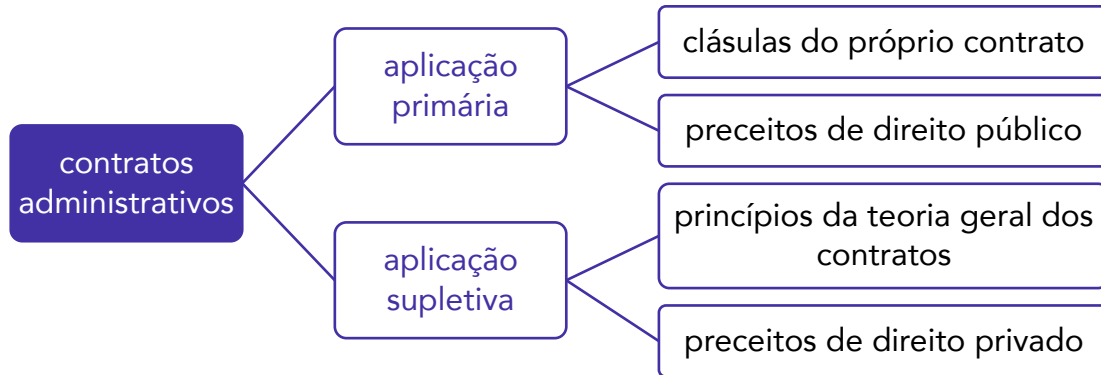 contratos
administrativos
aplicação
primária
clásulas do próprio contrato
preceitos de direito público
aplicação
supletiva
princípios da teoria geral dos
contratos
preceitos de direito privado